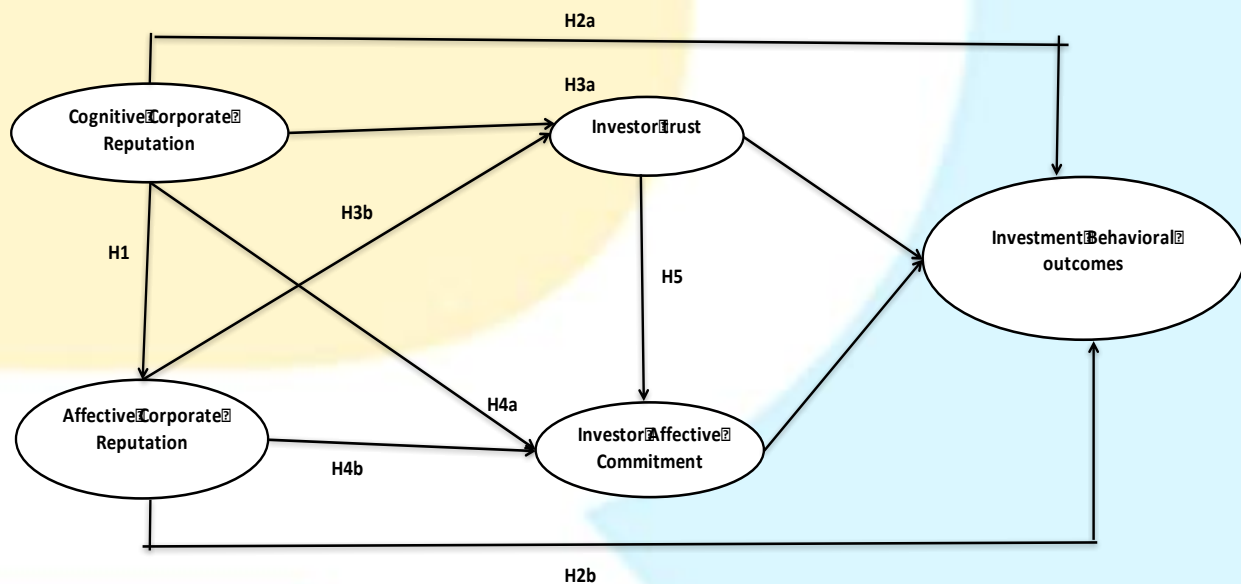 H2a
H3a
Cognitive Corporate
Reputation
Investor trust
H3b
H1
Investment Behavioral
outcomes
H5
Affective Corporate
Reputation
H4a
Investor Affective
Commitment
H4b
H2b